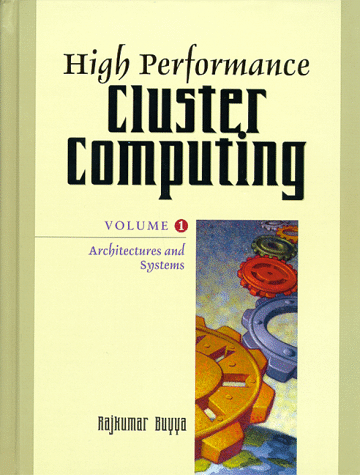 High Performance
Cluster
Computing
VOLUME 1
Architectures and
Systems
Rajkumar Buyya